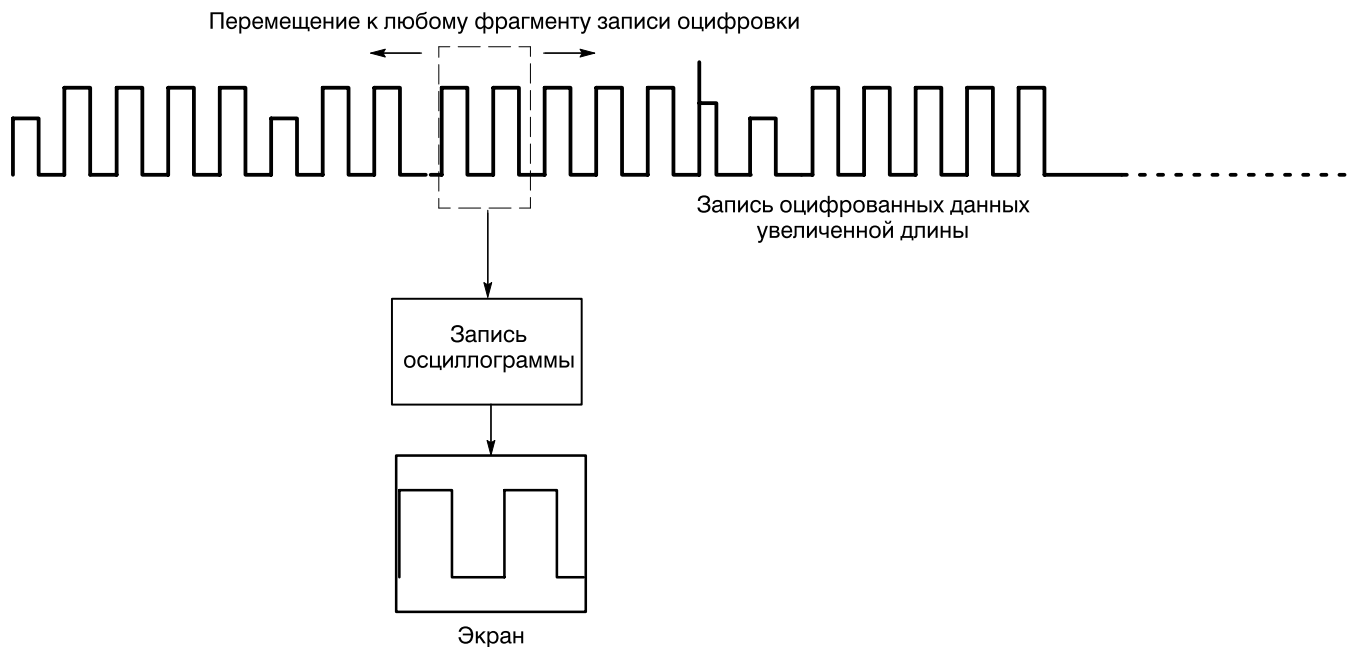 Перемещение к любому фрагменту записи оцифровки
Запись оцифрованных данных
увеличенной длины
Запись
осциллограммы
Экран